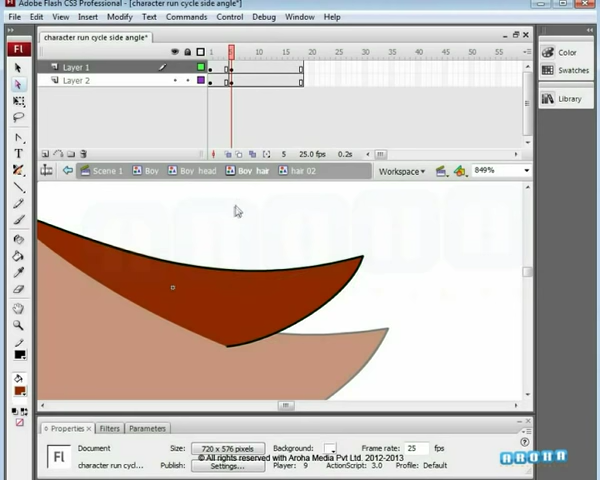 Adobe Flash CS3 Professional - [character run cycle side angle*]
File Edit View Insert Modify Text Commands Control Debug Window Help
character run cycle side angle*
Fl
1 5 10 15 20 25 30 35 40 45 50 55
Layer 1
Layer 2
5 25.0 fps 0.2s
Scene 1 Boy Boy head Boy hair hair 02 Workspace 849%
Color
Swatches
Library
Properties Filters Parameters
Fl
Document Size: 720 x 576 pixels Background: Frame rate: 25 fps
© All rights reserved with Aroha Media Pvt Ltd. 2012-2013
character run cycl... Publish: Settings... Player: 9 ActionScript: 3.0 Profile: Default
AROHA